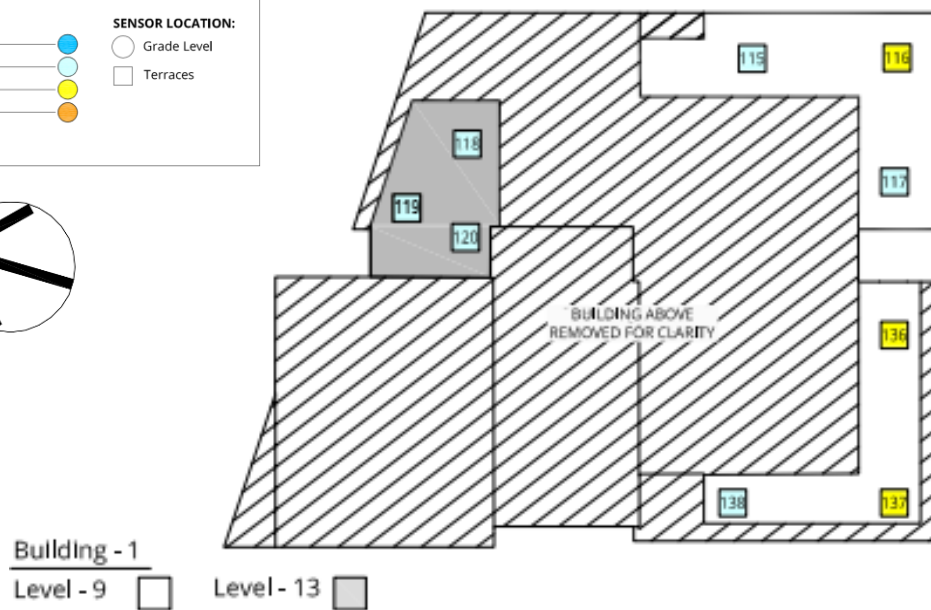 SENSOR LOCATION:
Grade Level
Terraces
115
116
118
117
119
120
BUILDING ABOVE
REMOVED FOR CLARITY
136
138
137
Building - 1
Level - 9
Level - 13